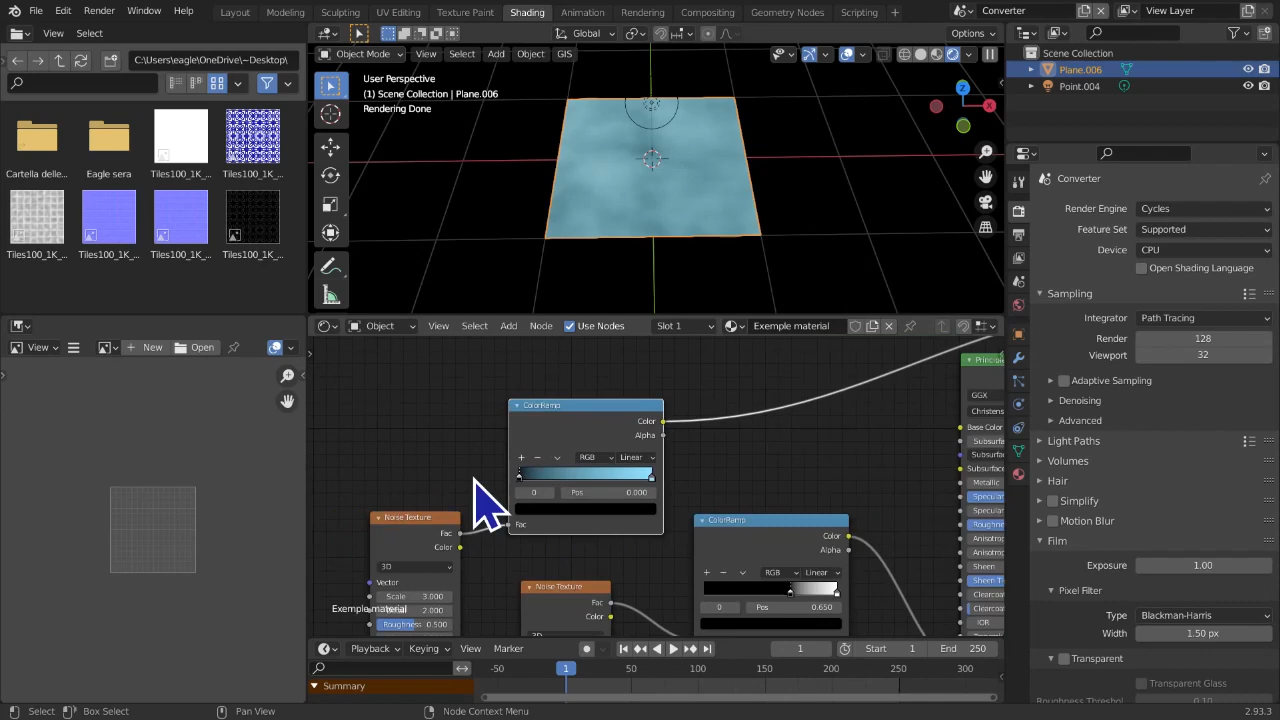 File Edit Render Window Help Layout Modeling Sculpting UV Editing Texture Paint Shading Animation Rendering Compositing Geometry Nodes Scripting + Converter View Layer
View Select
Global Options
C:\Users\eagle\OneDrive\~Desktop\
Object Mode View Select Add Object GIS
User Perspective
(1) Scene Collection | Plane.006
Rendering Done
Z
X
Cartella delle...
Eagle sera
Tiles100_1K_...
Tiles100_1K_...
Tiles100_1K_...
Tiles100_1K_...
Tiles100_1K_...
Tiles100_1K_...
Scene Collection
Plane.006
Point.004
Converter
Render Engine Cycles
Feature Set Supported
Device CPU
Open Shading Language
Sampling
Integrator Path Tracing
Render 128
Viewport 32
Adaptive Sampling
Denoising
Advanced
Light Paths
Volumes
Hair
Simplify
Motion Blur
Film
Exposure 1.00
Pixel Filter
Type Blackman-Harris
Width 1.50 px
Transparent
Transparent Glass
View + New Open
Object View Select Add Node Use Nodes Slot 1 Exemple material
ColorRamp
Color
Alpha
RGB Linear
0 Pos 0.000
Fac
Noise Texture
Fac
Color
3D
Vector
Scale 3.000
2.000
Roughness 0.500
Exemple material
Noise Texture
Fac
Color
ColorRamp
Color
Alpha
RGB Linear
0 Pos 0.650
GGX
Base Color
Metallic
IOR
Playback Keying View Marker 1 Start 1 End 250
-50 1 50 100 150 200 250 300
Summary
Select Box Select Pan View Node Context Menu 2.93.3